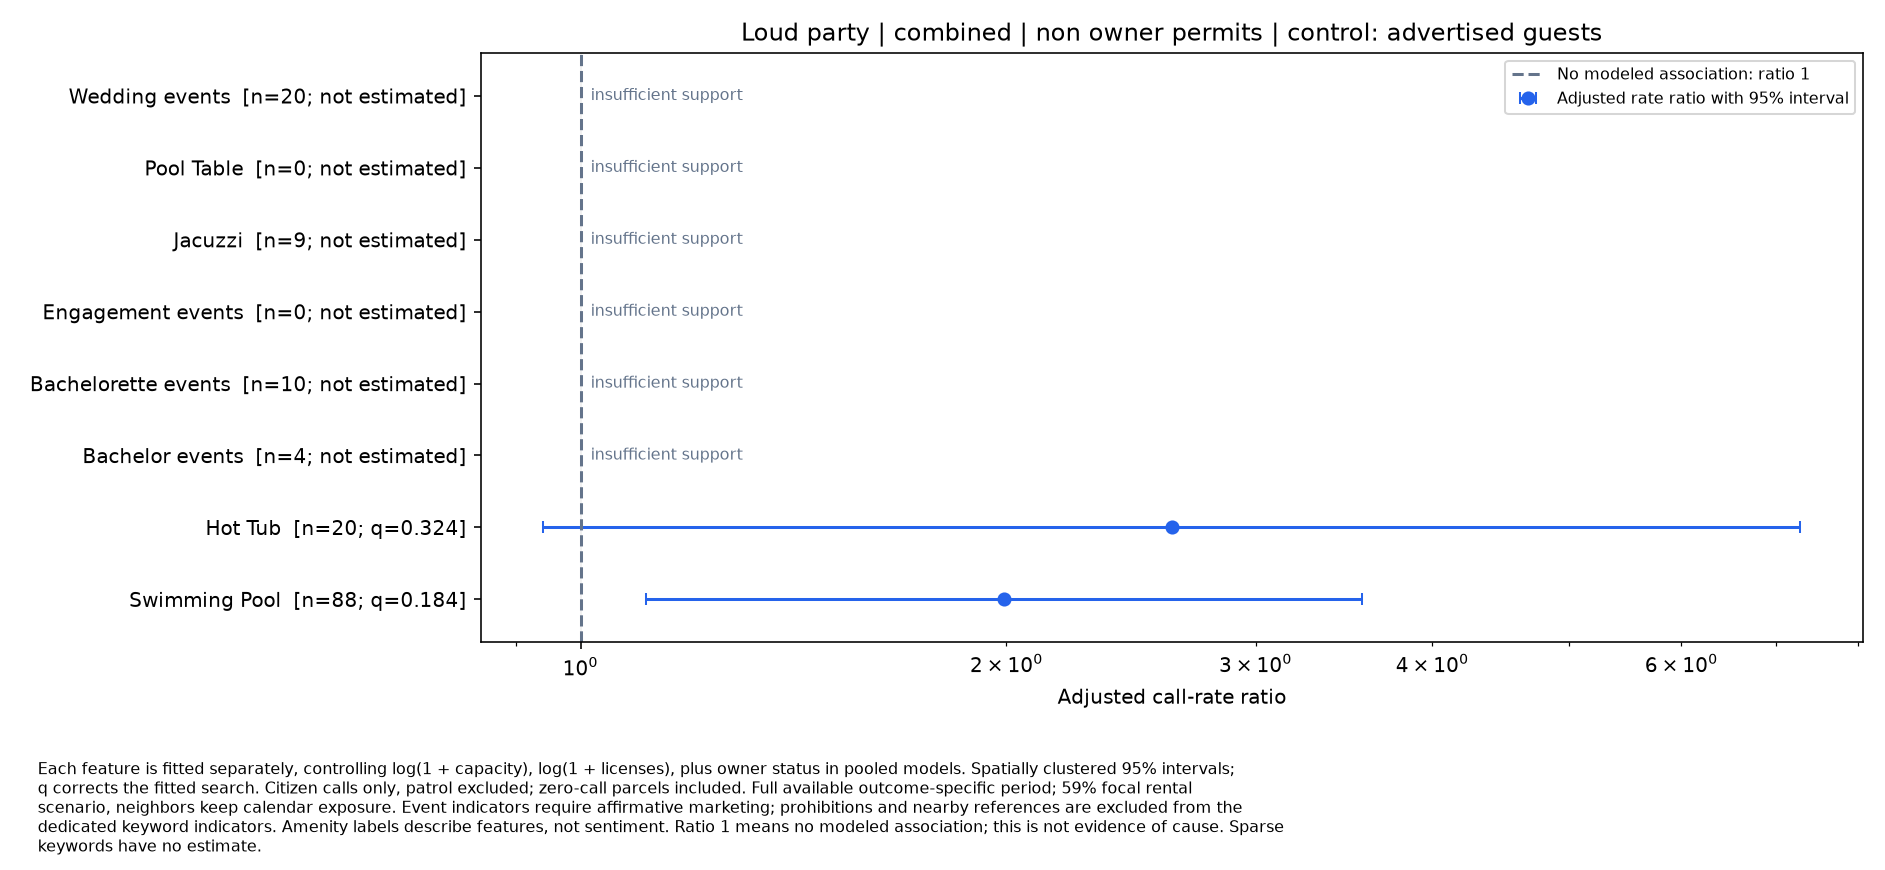 Loud party | combined | non owner permits | control: advertised guests
No modeled association: ratio 1
Adjusted rate ratio with 95% interval
Wedding events [n=20; not estimated]
insufficient support
Pool Table [n=0; not estimated]
insufficient support
Jacuzzi [n=9; not estimated]
insufficient support
Engagement events [n=0; not estimated]
insufficient support
Bachelorette events [n=10; not estimated]
insufficient support
Bachelor events [n=4; not estimated]
insufficient support
Hot Tub [n=20; q=0.324]
Swimming Pool [n=88; q=0.184]
10⁰ 2 × 10⁰ 3 × 10⁰ 4 × 10⁰ 6 × 10⁰
Adjusted call-rate ratio
Each feature is fitted separately, controlling log(1 + capacity), log(1 + licenses), plus owner status in pooled models. Spatially clustered 95% intervals;
q corrects the fitted search. Citizen calls only, patrol excluded; zero-call parcels included. Full available outcome-specific period; 59% focal rental
scenario, neighbors keep calendar exposure. Event indicators require affirmative marketing; prohibitions and nearby references are excluded from the
dedicated keyword indicators. Amenity labels describe features, not sentiment. Ratio 1 means no modeled association; this is not evidence of cause. Sparse
keywords have no estimate.